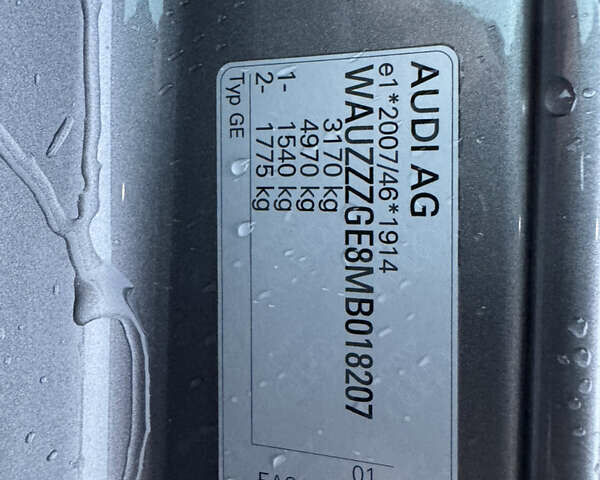 AUDI AG
e1*2007/46*1914
WAUZZZGE8MB018207
3170 kg
4970 kg
1- 1540 kg
2- 1775 kg
Typ GE
01